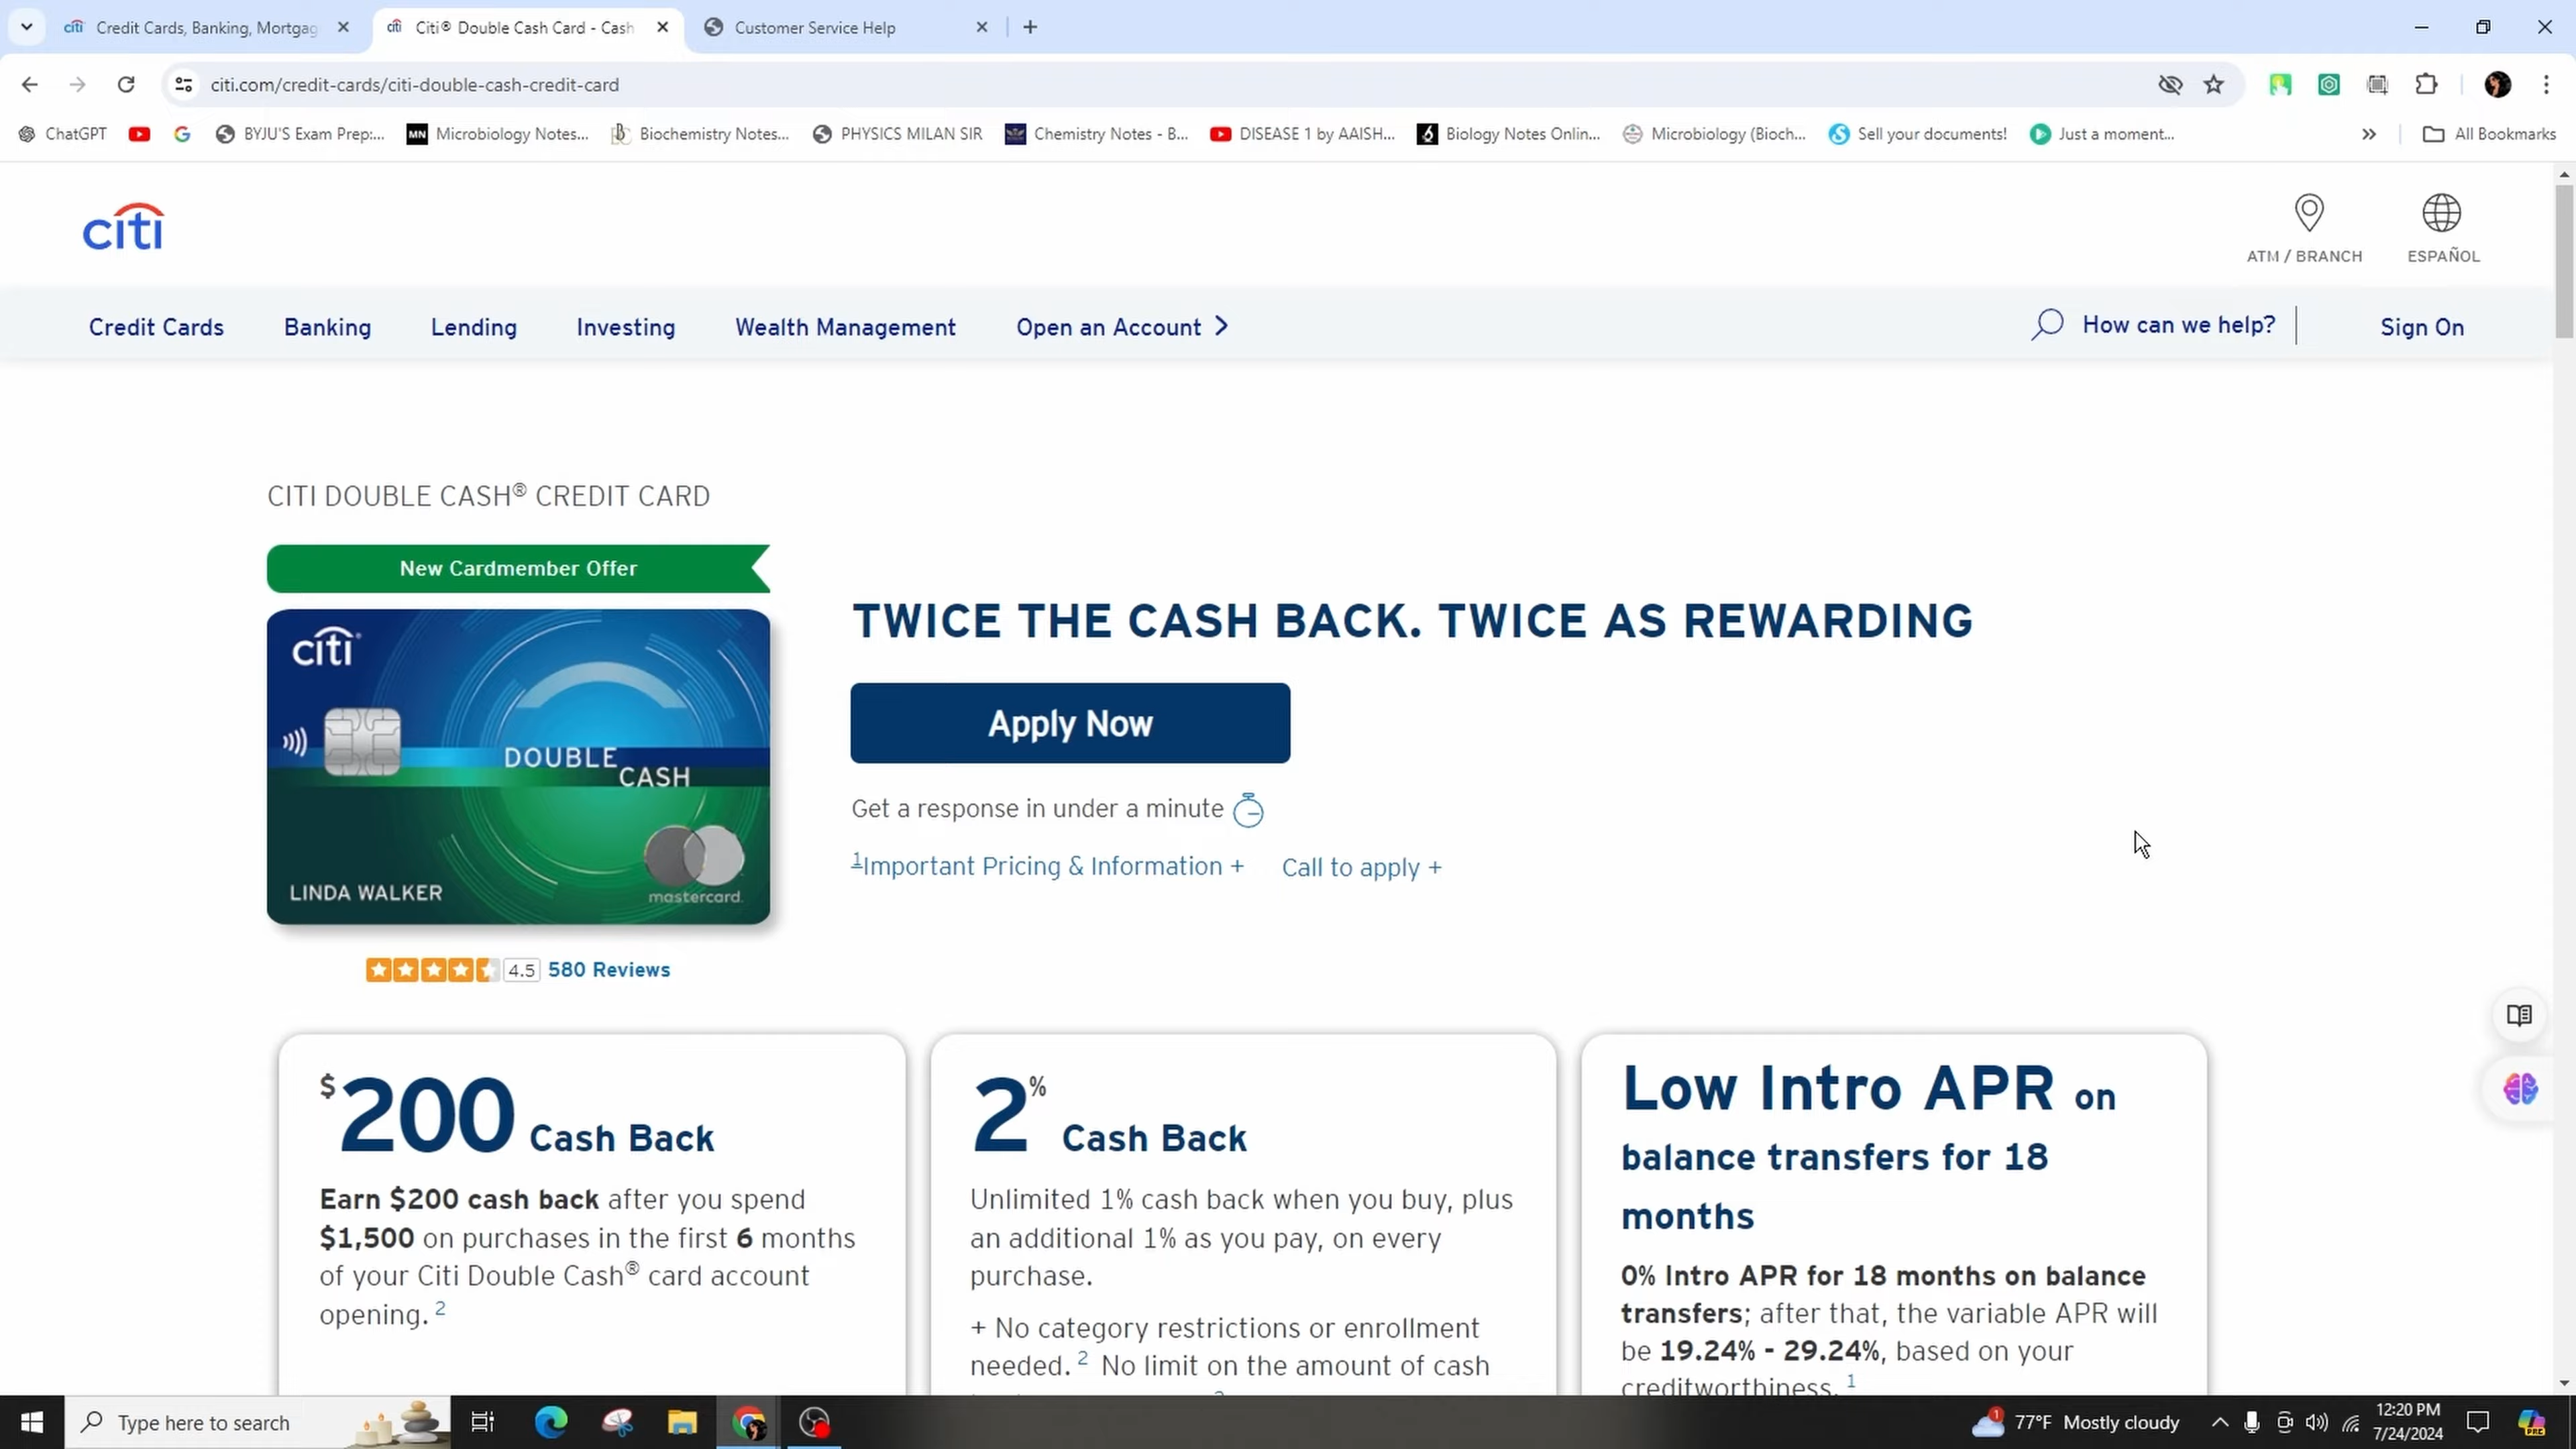 Credit Cards, Banking, Mortgag
Citi® Double Cash Card - Cash
Customer Service Help
citi.com/credit-cards/citi-double-cash-credit-card
ChatGPT
BYJU'S Exam Prep:...
MN Microbiology Notes...
Biochemistry Notes...
PHYSICS MILAN SIR
Chemistry Notes - B...
DISEASE 1 by AAISH...
Biology Notes Onlin...
Microbiology (Bioch...
Sell your documents!
Just a moment...
All Bookmarks
citi
ATM / BRANCH
ESPAÑOL
Credit Cards
Banking
Lending
Investing
Wealth Management
Open an Account
How can we help?
Sign On
CITI DOUBLE CASH® CREDIT CARD
New Cardmember Offer
citi
DOUBLE
CASH
LINDA WALKER
mastercard.
4.5 580 Reviews
TWICE THE CASH BACK. TWICE AS REWARDING
Apply Now
Get a response in under a minute
1Important Pricing & Information +
Call to apply +
$200 Cash Back
Earn $200 cash back after you spend
$1,500 on purchases in the first 6 months
of your Citi Double Cash® card account
opening. 2
2% Cash Back
Unlimited 1% cash back when you buy, plus
an additional 1% as you pay, on every
purchase.
+ No category restrictions or enrollment
needed. 2 No limit on the amount of cash
Low Intro APR on
balance transfers for 18
months
0% Intro APR for 18 months on balance
transfers; after that, the variable APR will
be 19.24% - 29.24%, based on your
creditworthiness. 1
Type here to search
1
77°F Mostly cloudy
12:20 PM
7/24/2024